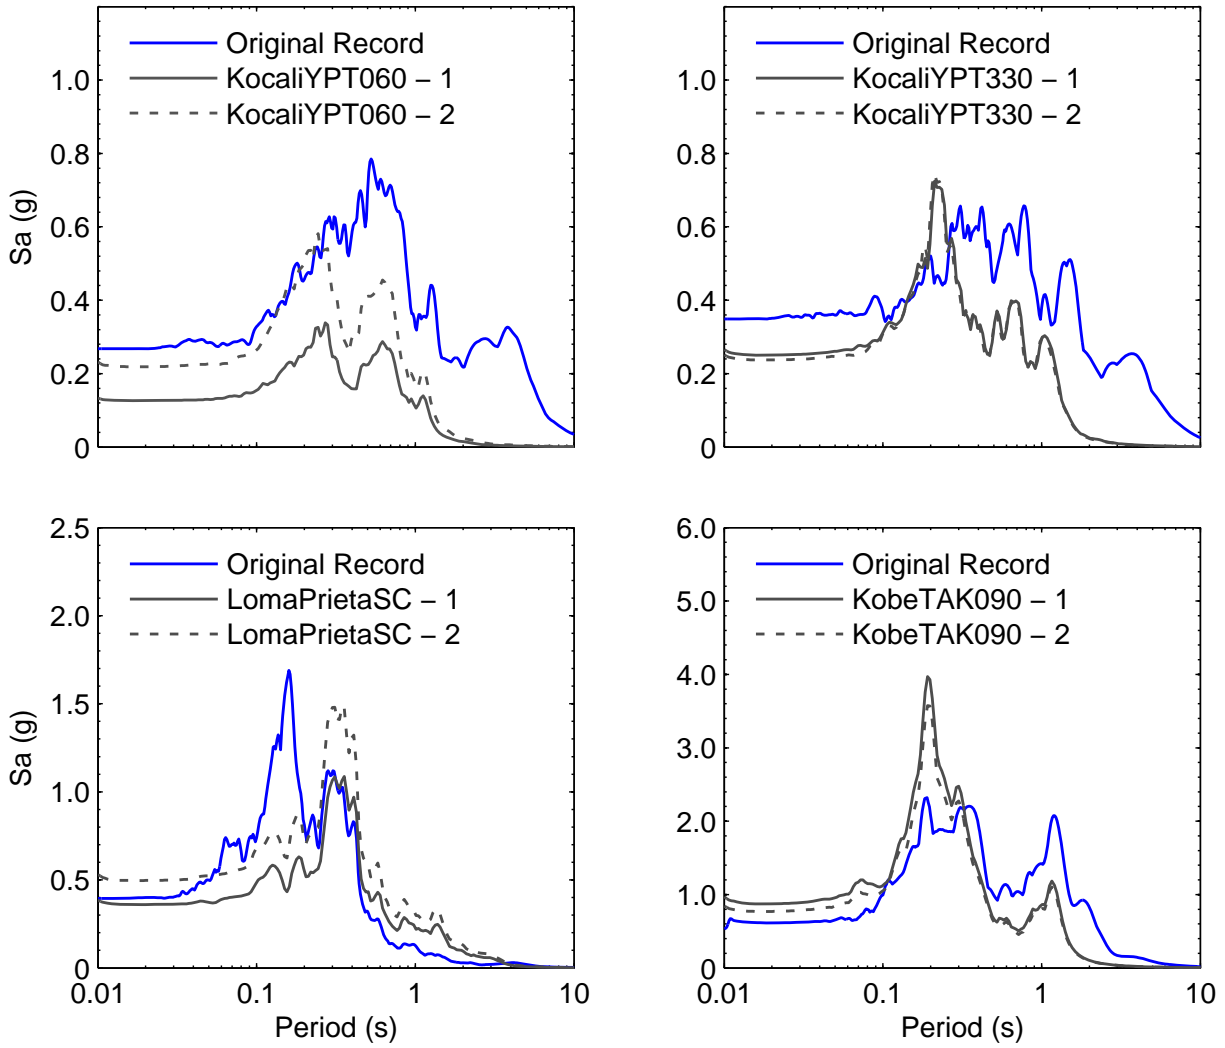 Original Record
KocaliYPT060 – 1
KocaliYPT060 – 2
1.0
0.8
0.6
0.4
0.2
0
Sa (g)
Original Record
KocaliYPT330 – 1
KocaliYPT330 – 2
1.0
0.8
0.6
0.4
0.2
0
2.5
2.0
1.5
1.0
0.5
0
Sa (g)
Original Record
LomaPrietaSC – 1
LomaPrietaSC – 2
0.01 0.1 1 10
Period (s)
6.0
5.0
4.0
3.0
2.0
1.0
0
Original Record
KobeTAK090 – 1
KobeTAK090 – 2
0.01 0.1 1 10
Period (s)